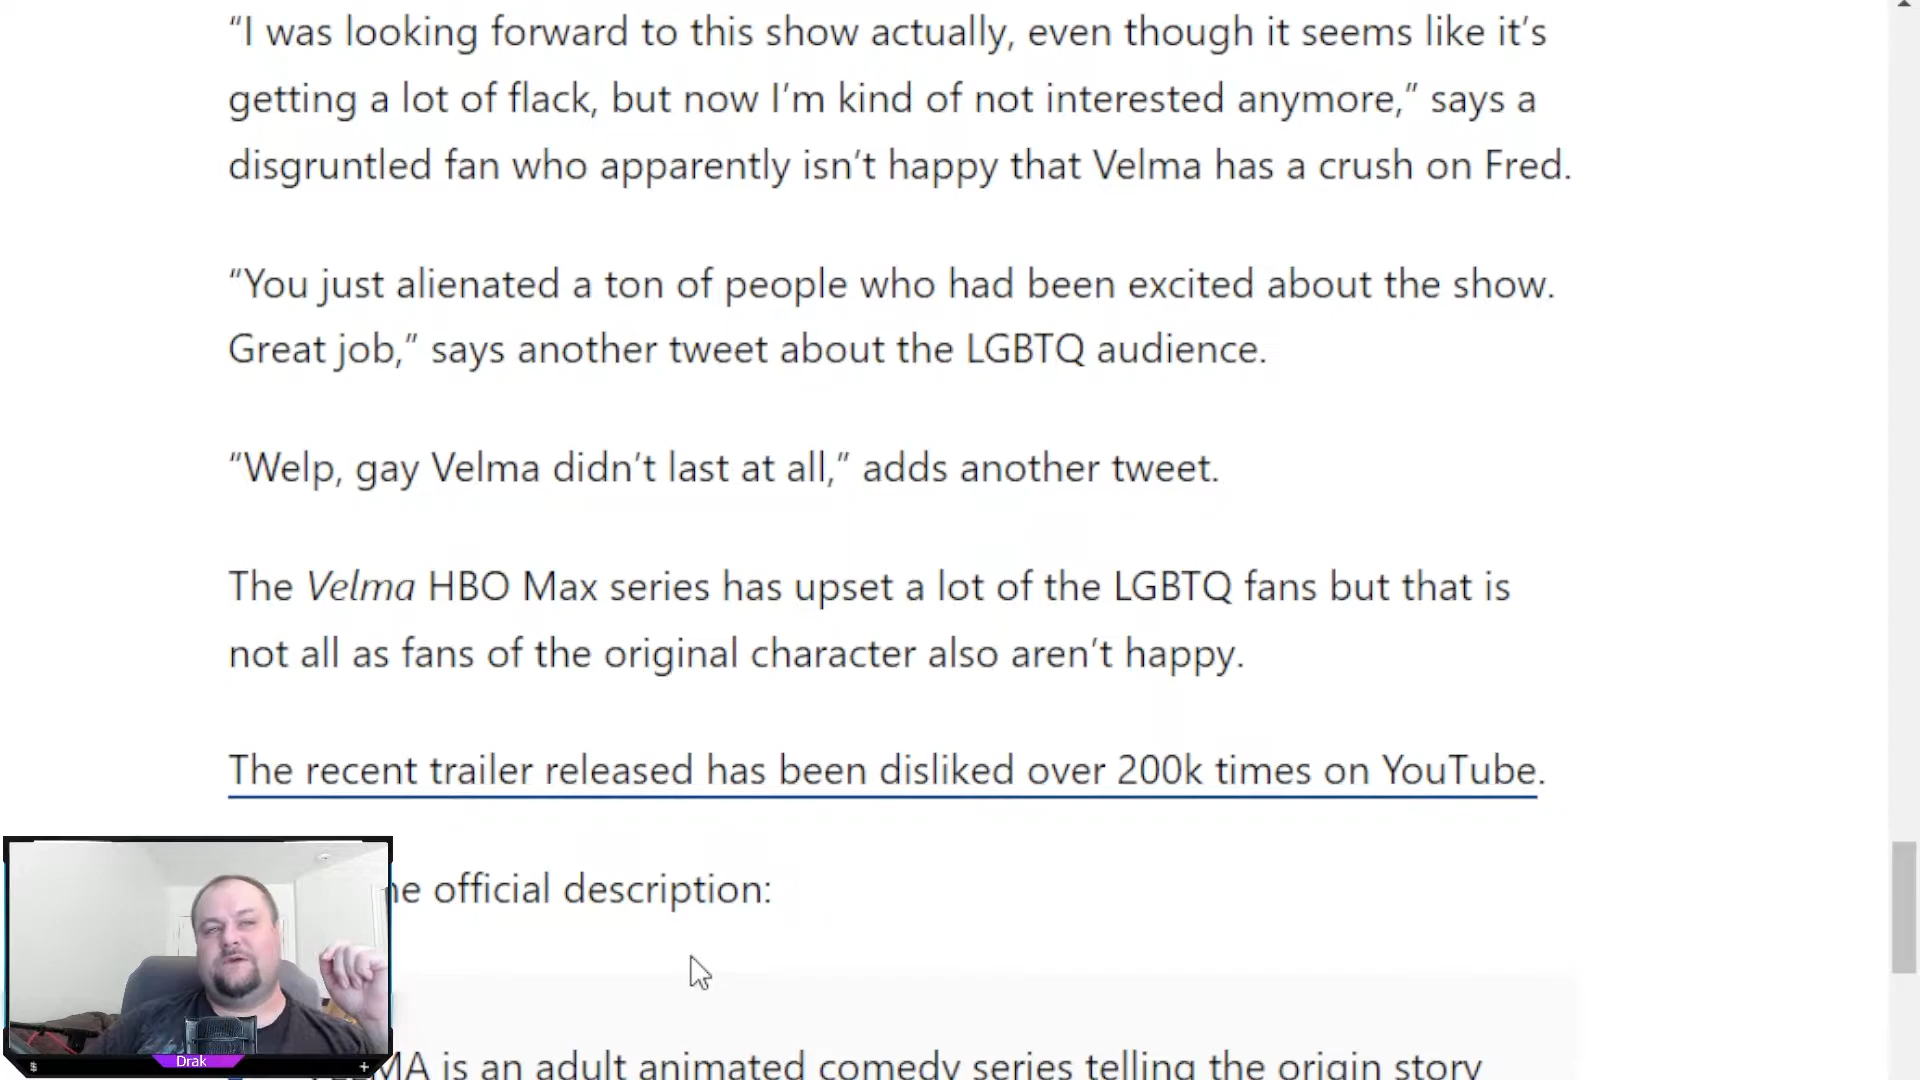 “I was looking forward to this show actually, even though it seems like it’s
getting a lot of flack, but now I’m kind of not interested anymore,” says a
disgruntled fan who apparently isn’t happy that Velma has a crush on Fred.
“You just alienated a ton of people who had been excited about the show.
Great job,” says another tweet about the LGBTQ audience.
“Welp, gay Velma didn’t last at all,” adds another tweet.
The Velma HBO Max series has upset a lot of the LGBTQ fans but that is
not all as fans of the original character also aren’t happy.
The recent trailer released has been disliked over 200k times on YouTube.
official description:
is an adult animated comedy series telling the origin story
Drak
$ +